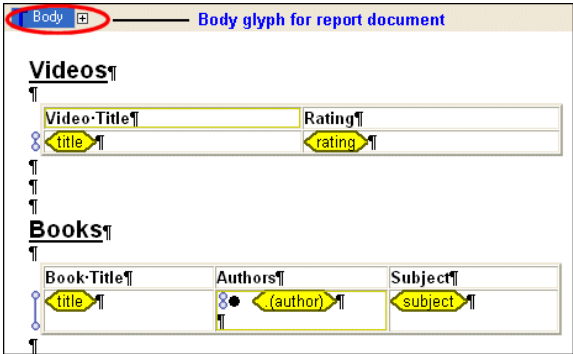 Body Body glyph for report document
Videos¶
¶
Video·Title¶ Rating¶
title¶ rating¶
¶
¶
¶
Books¶
¶
Book·Title¶ Authors¶ Subject¶
title¶ .(author)¶ subject¶
¶
¶